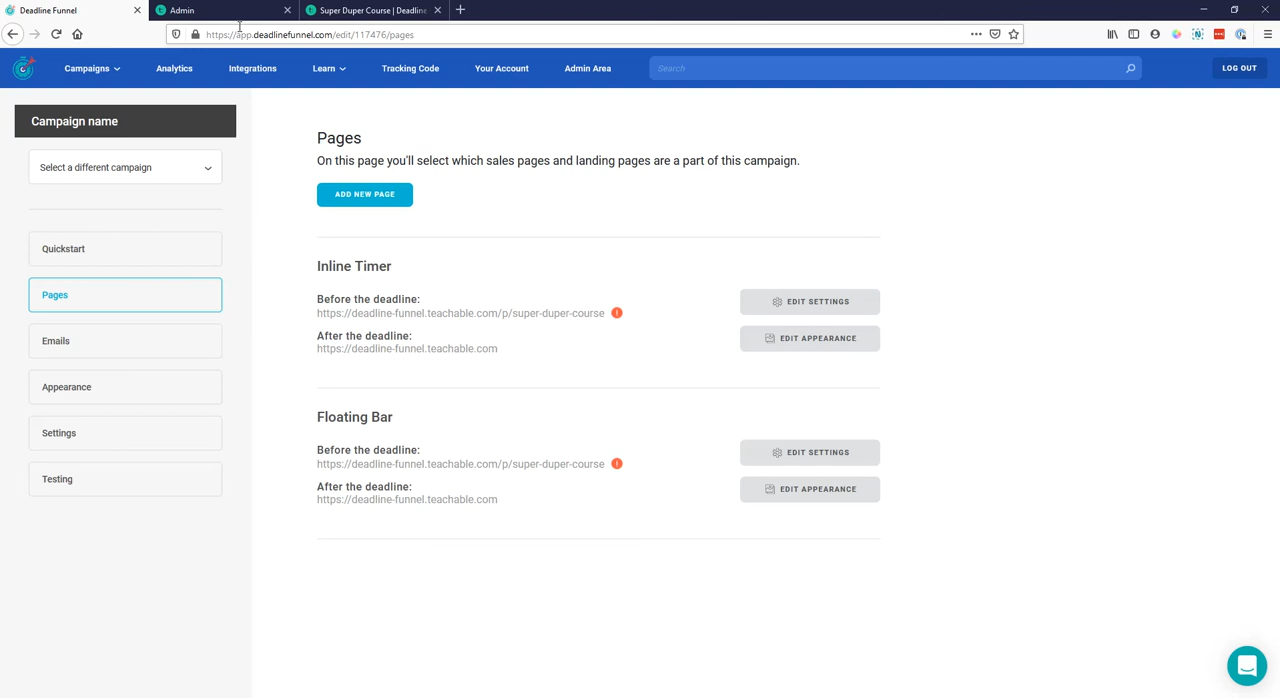 Deadline Funnel
Admin
Super Duper Course | Deadline
https://app.deadlinefunnel.com/edit/117476/pages
Campaigns
Analytics
Integrations
Learn
Tracking Code
Your Account
Admin Area
Search
LOG OUT
Campaign name
Select a different campaign
Quickstart
Pages
Emails
Appearance
Settings
Testing
Pages
On this page you'll select which sales pages and landing pages are a part of this campaign.
ADD NEW PAGE
Inline Timer
Before the deadline:
https://deadline-funnel.teachable.com/p/super-duper-course !
After the deadline:
https://deadline-funnel.teachable.com
EDIT SETTINGS
EDIT APPEARANCE
Floating Bar
Before the deadline:
https://deadline-funnel.teachable.com/p/super-duper-course !
After the deadline:
https://deadline-funnel.teachable.com
EDIT SETTINGS
EDIT APPEARANCE